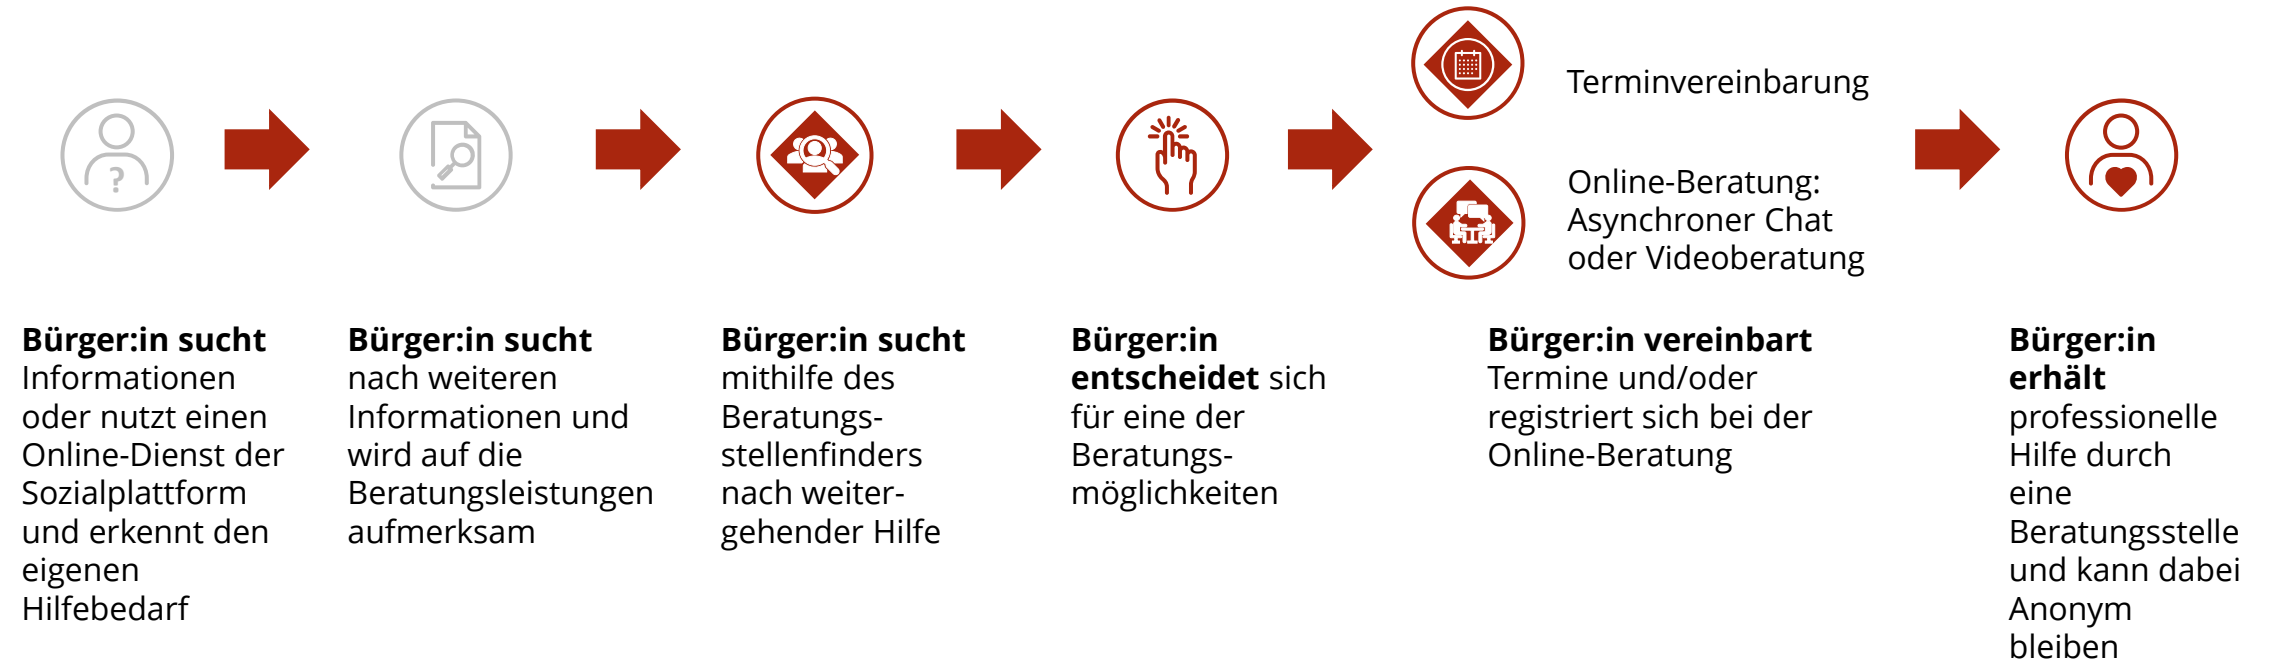 Terminvereinbarung
Online-Beratung:
Asynchroner Chat
oder Videoberatung
?
Bürger:in sucht
Informationen
oder nutzt einen
Online-Dienst der
Sozialplattform
und erkennt den
eigenen
Hilfebedarf
Bürger:in sucht
nach weiteren
Informationen und
wird auf die
Beratungsleistungen
aufmerksam
Bürger:in sucht
mithilfe des
Beratungs-
stellenfinders
nach weiter-
gehender Hilfe
Bürger:in
entscheidet sich
für eine der
Beratungs-
möglichkeiten
Bürger:in vereinbart
Termine und/oder
registriert sich bei der
Online-Beratung
Bürger:in
erhält
professionelle
Hilfe durch
eine
Beratungsstelle
und kann dabei
Anonym
bleiben